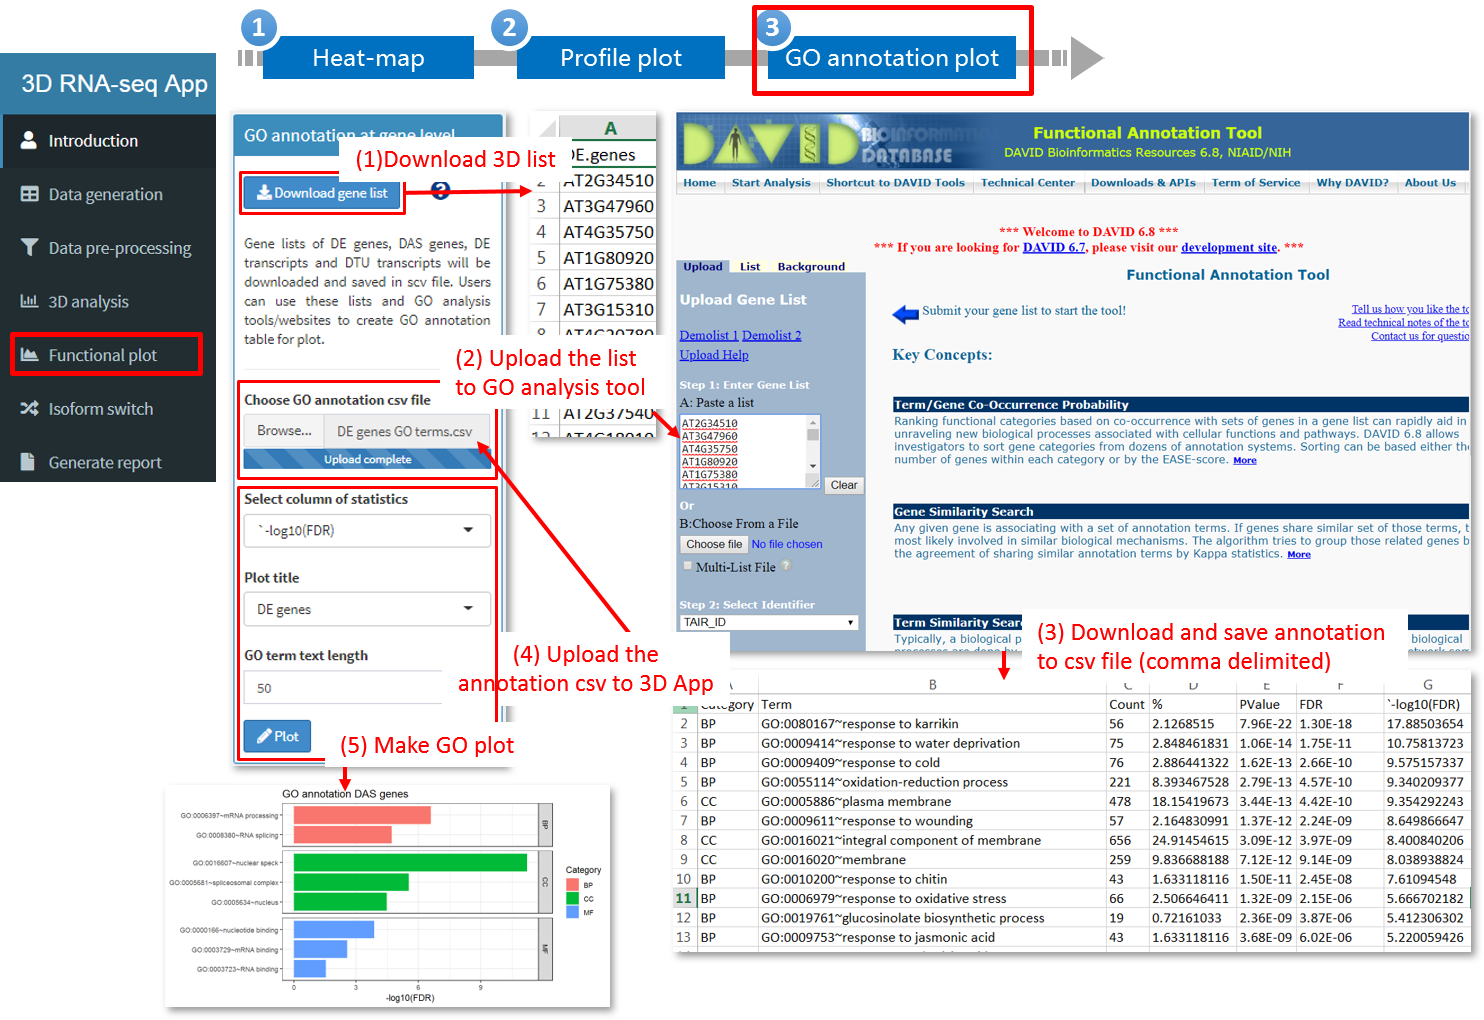 1
Heat-map
2
Profile plot
3
GO annotation plot
3D RNA-seq App
Introduction
Data generation
Data pre-processing
3D analysis
Functional plot
Isoform switch
Generate report
GO annotation at gene level
(1)Download 3D list
Download gene list
?
Gene lists of DE genes, DAS genes, DE
transcripts and DTU transcripts will be
downloaded and saved in scv file. Users
can use these lists and GO analysis
tools/websites to create GO annotation
table for plot.
Choose GO annotation csv file
Browse... DE genes GO terms.csv
Upload complete
Select column of statistics
`-log10(FDR)
Plot title
DE genes
GO term text length
50
Plot
A
DE.genes
2 AT2G34510
3 AT3G47960
4 AT4G35750
5 AT1G80920
6 AT1G75380
7 AT3G15310
8
(2) Upload the list
to GO analysis tool
11 AT2G37540
DAVID BIOINFORMATICS
DATABASE
Functional Annotation Tool
DAVID Bioinformatics Resources 6.8, NIAID/NIH
Home Start Analysis Shortcut to DAVID Tools Technical Center Downloads & APIs Term of Service Why DAVID? About Us
*** Welcome to DAVID 6.8 ***
*** If you are looking for DAVID 6.7, please visit our development site. ***
Upload List Background
Upload Gene List
Demolist 1 Demolist 2
Upload Help
Step 1: Enter Gene List
A: Paste a list
AT2G34510
AT3G47960
AT4G35750
AT1G80920
AT1G75380
AT3G15310
Clear
Or
B:Choose From a File
Choose file No file chosen
Multi-List File ?
Step 2: Select Identifier
TAIR_ID
Functional Annotation Tool
Submit your gene list to start the tool!
Tell us how you like the to
Read technical notes of the to
Contact us for questio
Key Concepts:
Term/Gene Co-Occurrence Probability
Ranking functional categories based on co-occurrence with sets of genes in a gene list can rapidly aid in
unraveling new biological processes associated with cellular functions and pathways. DAVID 6.8 allows
investigators to sort gene categories from dozens of annotation systems. Sorting can be based either the
number of genes within each category or by the EASE-score. More
Gene Similarity Search
Any given gene is associating with a set of annotation terms. If genes share similar set of those terms, t
most likely involved in similar biological mechanisms. The algorithm tries to group those related genes b
the agreement of sharing similar annotation terms by Kappa statistics. More
Term Similarity Sear
Typically, a biological p
biological
(3) Download and save annotation
to csv file (comma delimited)
(4) Upload the
annotation csv to 3D App
(5) Make GO plot
A B C D E F G
1 Category Term Count % PValue FDR `-log10(FDR)
2 BP GO:0080167~response to karrikin 56 2.1268515 7.96E-22 1.30E-18 17.88503654
3 BP GO:0009414~response to water deprivation 75 2.848461831 1.06E-14 1.75E-11 10.75813723
4 BP GO:0009409~response to cold 76 2.886441322 1.62E-13 2.66E-10 9.575157337
5 BP GO:0055114~oxidation-reduction process 221 8.393467528 2.79E-13 4.57E-10 9.340209377
6 CC GO:0005886~plasma membrane 478 18.15419673 3.44E-13 4.42E-10 9.354292243
7 BP GO:0009611~response to wounding 57 2.164830991 1.37E-12 2.24E-09 8.649866647
8 CC GO:0016021~integral component of membrane 656 24.91454615 3.09E-12 3.97E-09 8.400840206
9 CC GO:0016020~membrane 259 9.836688188 7.12E-12 9.14E-09 8.038938824
10 BP GO:0010200~response to chitin 43 1.633118116 1.50E-11 2.45E-08 7.61094548
11 BP GO:0006979~response to oxidative stress 66 2.506646411 1.32E-09 2.15E-06 5.666702182
12 BP GO:0019761~glucosinolate biosynthetic process 19 0.72161033 2.36E-09 3.87E-06 5.412306302
13 BP GO:0009753~response to jasmonic acid 43 1.633118116 3.68E-09 6.02E-06 5.220059426
GO annotation DAS genes
GO:0006397~mRNA processing
GO:0008380~RNA splicing
BP
GO:0016607~nuclear speck
GO:0005681~spliceosomal complex
GO:0005634~nucleus
CC
GO:0000166~nucleotide binding
GO:0003729~mRNA binding
GO:0003723~RNA binding
MF
0 3 6 9
-log10(FDR)
Category
BP
CC
MF